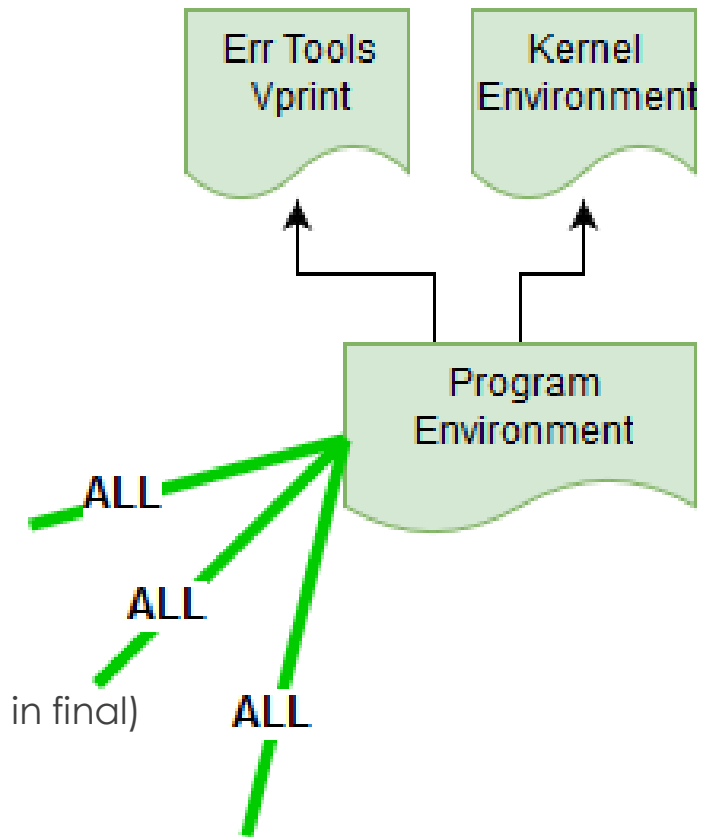 Err Tools
Vprint
Kernel
Environment
Program
Environment
ALL
ALL
in final)
ALL